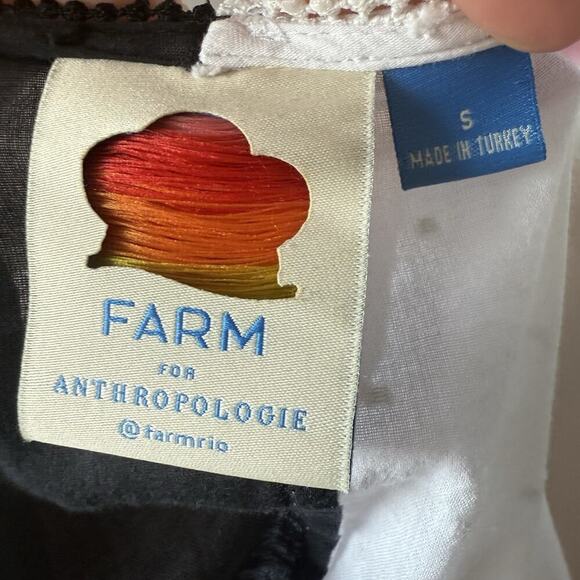 FARM
FOR
ANTHROPOLOGIE
@farmrio
S
MADE IN TURKEY